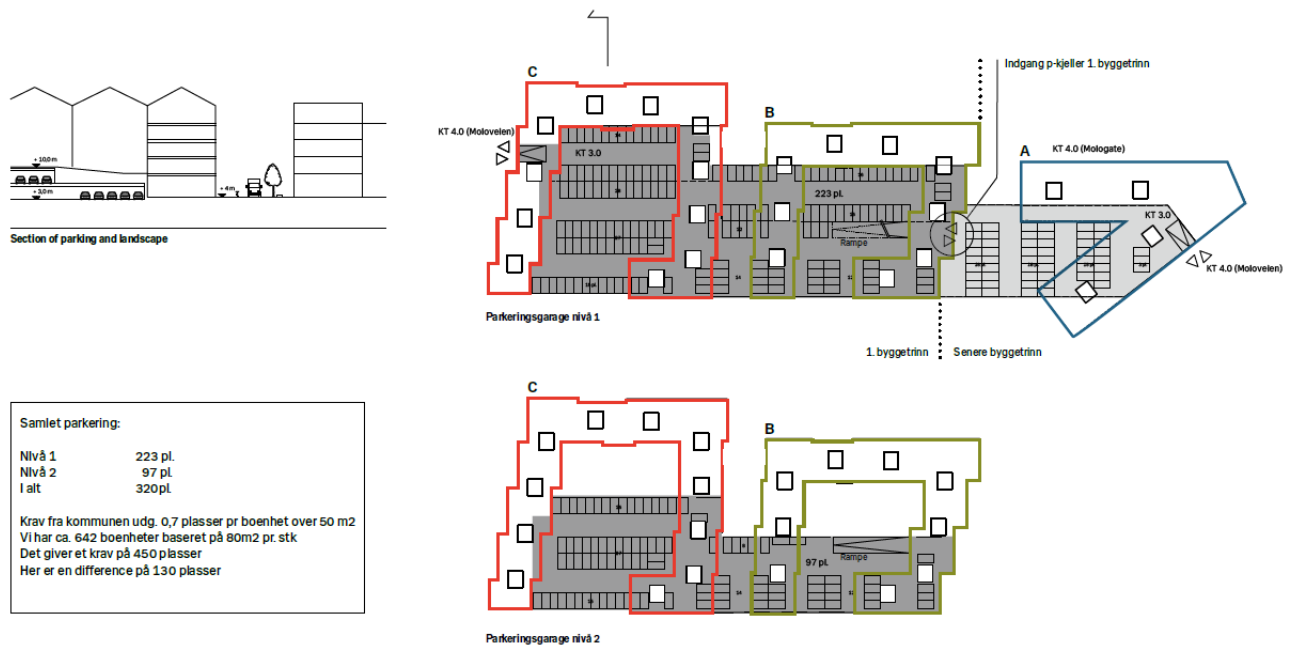 C
Indgang p-kjeller 1. byggetrinn
B
KT 4.0 (Moloveien)
KT 3.0
A
KT 4.0 (Mologate)
+ 10,0 m
+ 3,0 m
+ 4m
223 pl.
KT 3.0
Rampe
KT 4.0 (Moloveien)
Section of parking and landscape
Parkeringsgarage nivå 1
1. byggetrinn
Senere byggetrinn
C
B
Samlet parkering:
Nivå 1 223 pl.
Nivå 2 97 pl.
I alt 320pl.
Krav fra kommunen udg. 0,7 plasser pr boenhet over 50 m2
Vi har ca. 642 boenheter baseret på 80m2 pr. stk
Det giver et krav på 450 plasser
Her er en difference på 130 plasser
Rampe
97 pl.
Parkeringsgarage nivå 2